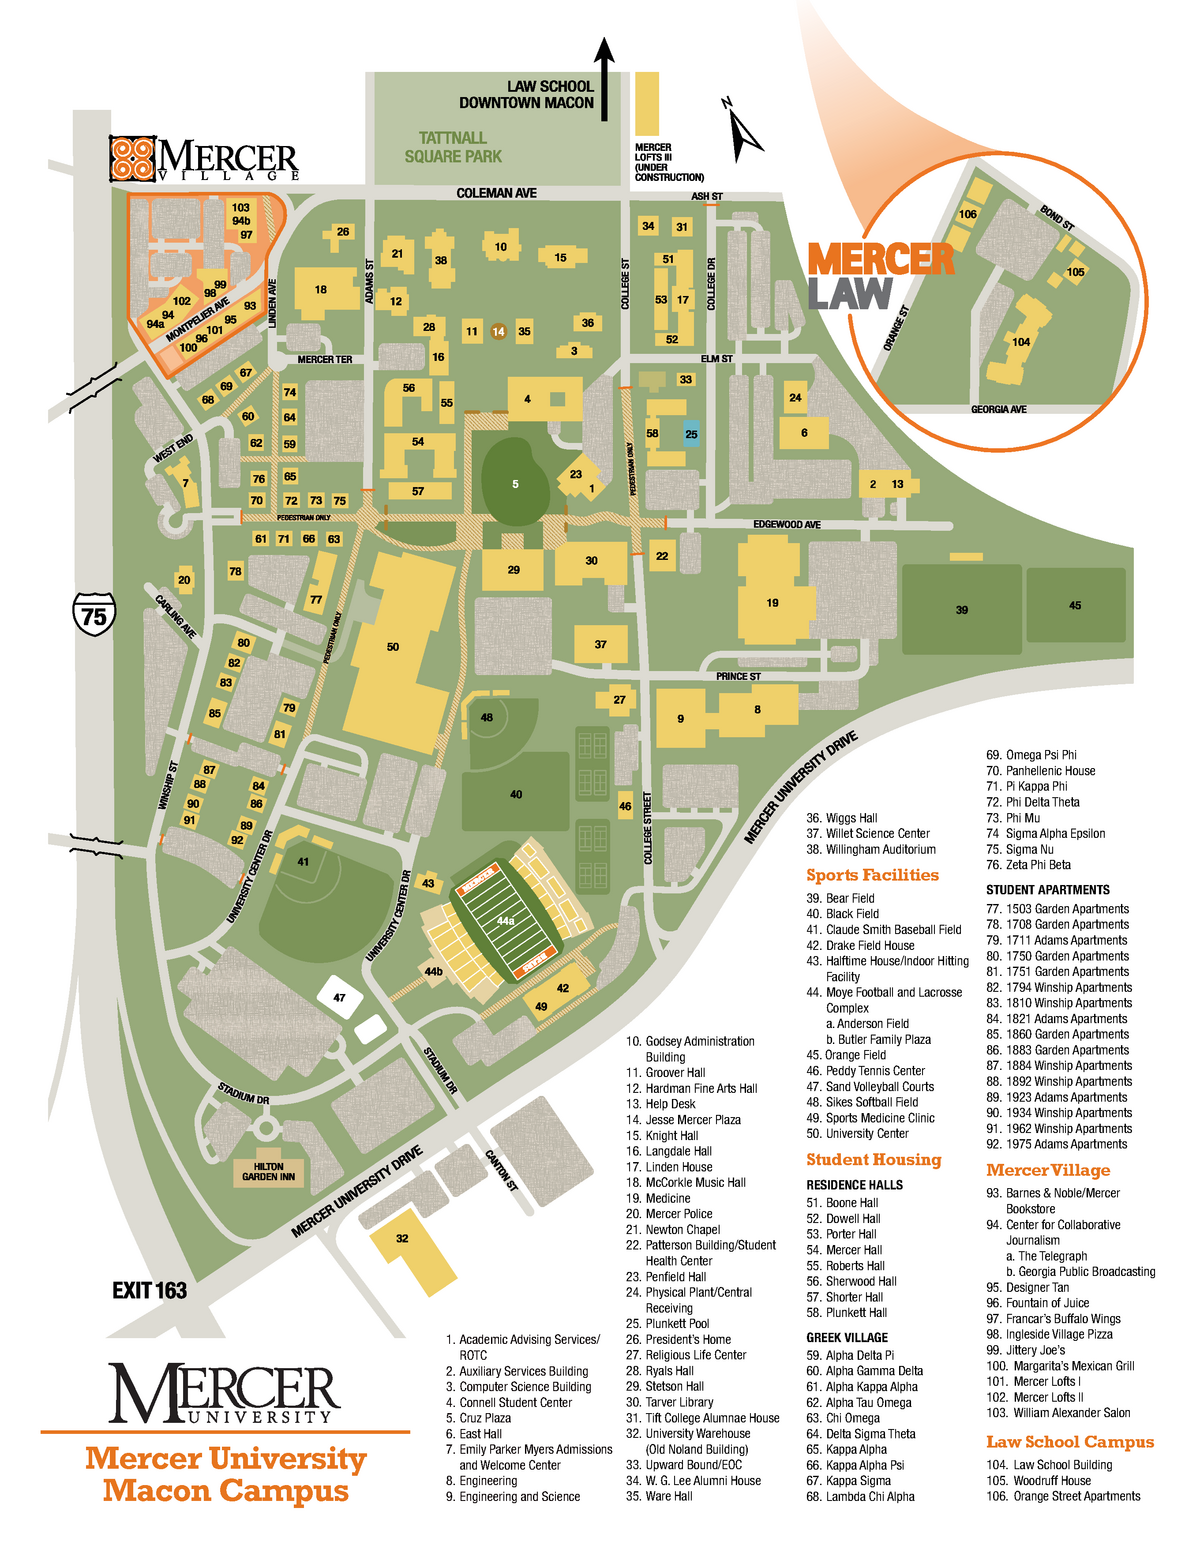 LAW SCHOOL
DOWNTOWN MACON
TATTNALL
SQUARE PARK
N
MERCER
LOFTS III
(UNDER
CONSTRUCTION)
MERCER
VILLAGE
COLEMAN AVE
ASH ST
103
94b
97
26
34
31
106
BOND ST
21
38
10
15
51
MERCER
LAW
105
99
98
102
18
ADAMS ST
COLLEGE ST
COLLEGE DR
LINDEN AVE
12
53
17
ORANGE ST
93
94
94a
MONTPELIER AVE
95
101
96
100
28
11
14
35
36
52
104
16
3
MERCER TER
ELM ST
67
69
68
74
56
55
4
33
24
GEORGIA AVE
60
64
62
59
54
58
25
6
WEST END
PEDESTRIAN ONLY
7
76
65
57
5
23
1
2
13
70
72
73
75
PEDESTRIAN ONLY
EDGEWOOD AVE
61
71
66
63
30
22
29
20
78
77
75
CARLING AVE
PEDESTRIAN ONLY
19
39
45
80
82
83
50
37
PRINCE ST
85
79
81
48
27
9
8
MERCER UNIVERSITY DRIVE
WINSHIP ST
87
88
84
90
86
91
89
92
40
46
COLLEGE STREET
UNIVERSITY CENTER DR
41
43
UNIVERSITY CENTER DR
MERCER
44a
BEARS
44b
42
49
47
STADIUM DR
STADIUM DR
HILTON
GARDEN INN
MERCER UNIVERSITY DRIVE
CANTON ST
32
EXIT 163
MERCER
UNIVERSITY
Mercer University
Macon Campus
1. Academic Advising Services/
ROTC
2. Auxiliary Services Building
3. Computer Science Building
4. Connell Student Center
5. Cruz Plaza
6. East Hall
7. Emily Parker Myers Admissions
and Welcome Center
8. Engineering
9. Engineering and Science
10. Godsey Administration
Building
11. Groover Hall
12. Hardman Fine Arts Hall
13. Help Desk
14. Jesse Mercer Plaza
15. Knight Hall
16. Langdale Hall
17. Linden House
18. McCorkle Music Hall
19. Medicine
20. Mercer Police
21. Newton Chapel
22. Patterson Building/Student
Health Center
23. Penfield Hall
24. Physical Plant/Central
Receiving
25. Plunkett Pool
26. President's Home
27. Religious Life Center
28. Ryals Hall
29. Stetson Hall
30. Tarver Library
31. Tift College Alumnae House
32. University Warehouse
(Old Noland Building)
33. Upward Bound/EOC
34. W. G. Lee Alumni House
35. Ware Hall
36. Wiggs Hall
37. Willet Science Center
38. Willingham Auditorium
Sports Facilities
39. Bear Field
40. Black Field
41. Claude Smith Baseball Field
42. Drake Field House
43. Halftime House/Indoor Hitting
Facility
44. Moye Football and Lacrosse
Complex
a. Anderson Field
b. Butler Family Plaza
45. Orange Field
46. Peddy Tennis Center
47. Sand Volleyball Courts
48. Sikes Softball Field
49. Sports Medicine Clinic
50. University Center
Student Housing
RESIDENCE HALLS
51. Boone Hall
52. Dowell Hall
53. Porter Hall
54. Mercer Hall
55. Roberts Hall
56. Sherwood Hall
57. Shorter Hall
58. Plunkett Hall
GREEK VILLAGE
59. Alpha Delta Pi
60. Alpha Gamma Delta
61. Alpha Kappa Alpha
62. Alpha Tau Omega
63. Chi Omega
64. Delta Sigma Theta
65. Kappa Alpha
66. Kappa Alpha Psi
67. Kappa Sigma
68. Lambda Chi Alpha
69. Omega Psi Phi
70. Panhellenic House
71. Pi Kappa Phi
72. Phi Delta Theta
73. Phi Mu
74 Sigma Alpha Epsilon
75. Sigma Nu
76. Zeta Phi Beta
STUDENT APARTMENTS
77. 1503 Garden Apartments
78. 1708 Garden Apartments
79. 1711 Adams Apartments
80. 1750 Garden Apartments
81. 1751 Garden Apartments
82. 1794 Winship Apartments
83. 1810 Winship Apartments
84. 1821 Adams Apartments
85. 1860 Garden Apartments
86. 1883 Garden Apartments
87. 1884 Winship Apartments
88. 1892 Winship Apartments
89. 1923 Adams Apartments
90. 1934 Winship Apartments
91. 1962 Winship Apartments
92. 1975 Adams Apartments
Mercer Village
93. Barnes & Noble/Mercer
Bookstore
94. Center for Collaborative
Journalism
a. The Telegraph
b. Georgia Public Broadcasting
95. Designer Tan
96. Fountain of Juice
97. Francar's Buffalo Wings
98. Ingleside Village Pizza
99. Jittery Joe's
100. Margarita's Mexican Grill
101. Mercer Lofts I
102. Mercer Lofts II
103. William Alexander Salon
Law School Campus
104. Law School Building
105. Woodruff House
106. Orange Street Apartments